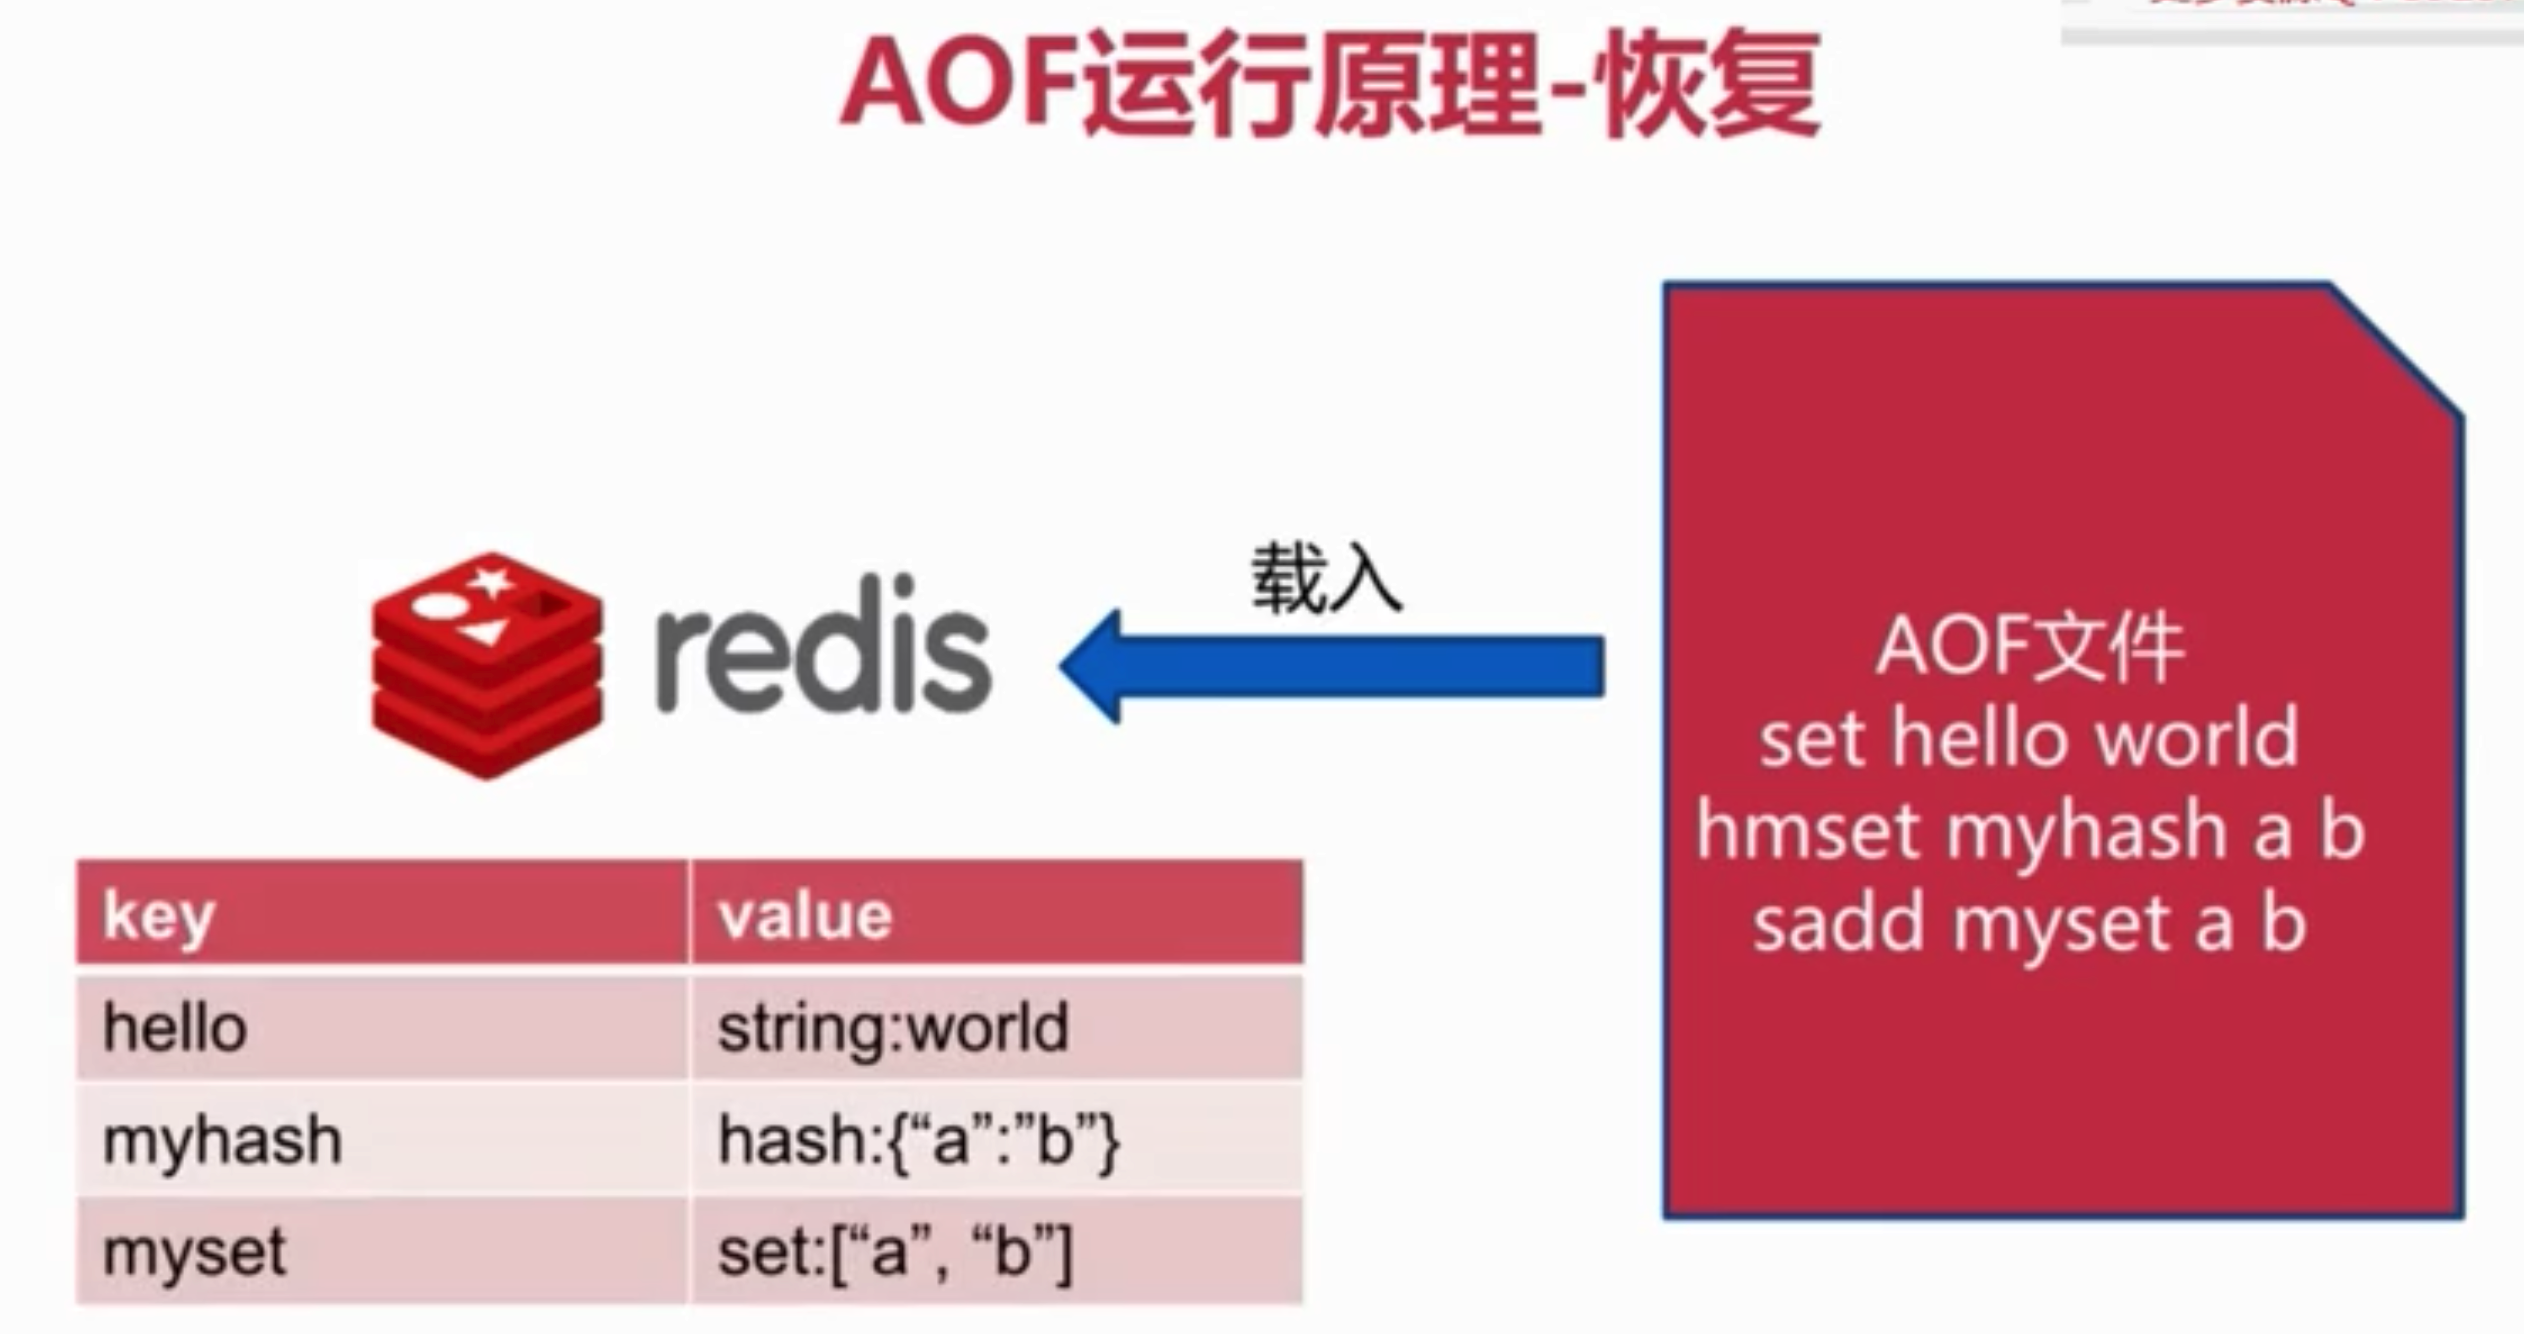 AOF运行原理-恢复
redis
载入
AOF文件
set hello world
hmset myhash a b
sadd myset a b
key value
hello string:world
myhash hash:{“a”:”b”}
myset set:[“a”, “b”]